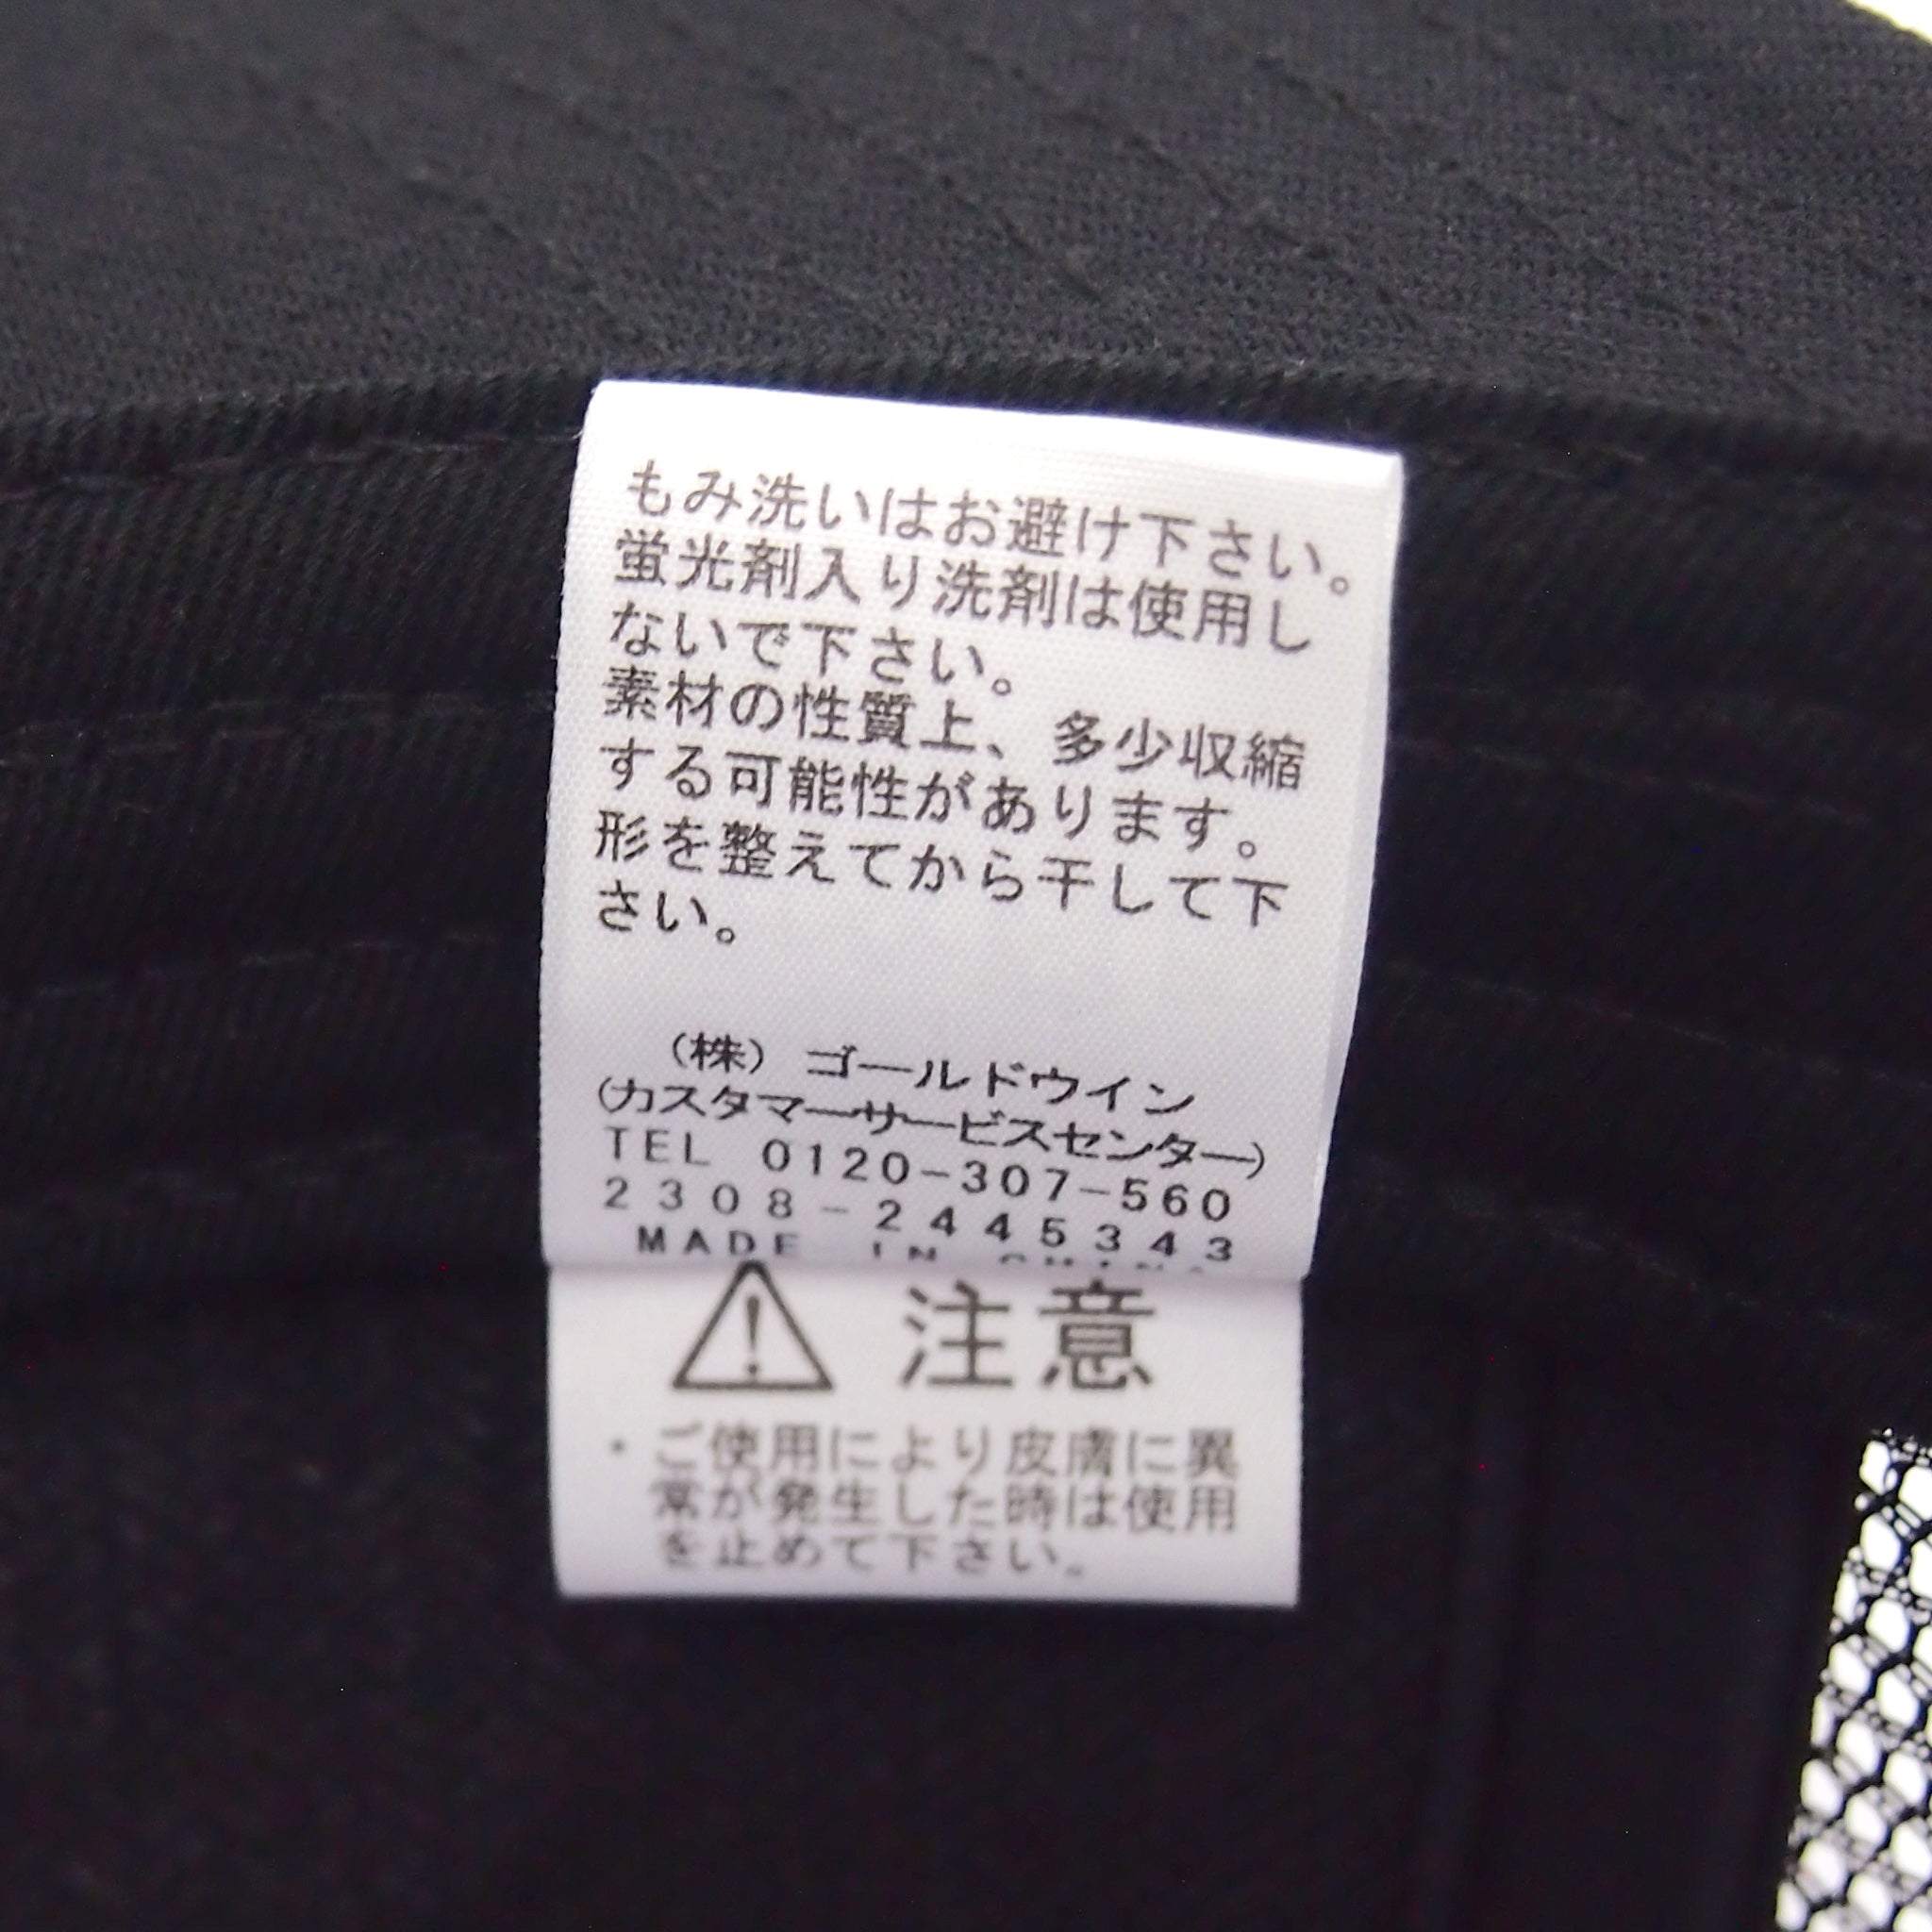 もみ洗いはお避け下さい。
蛍光剤入り洗剤は使用し
ないで下さい。
素材の性質上、多少収縮
する可能性があります。
形を整えてから干して下
さい。
（株）ゴールドウイン
(カスタマーサービスセンター)
TEL 0120-307-560
2308-2445343
MADE IN CHINA
注意
・ご使用により皮膚に異
常が発生した時は使用
を止めて下さい。